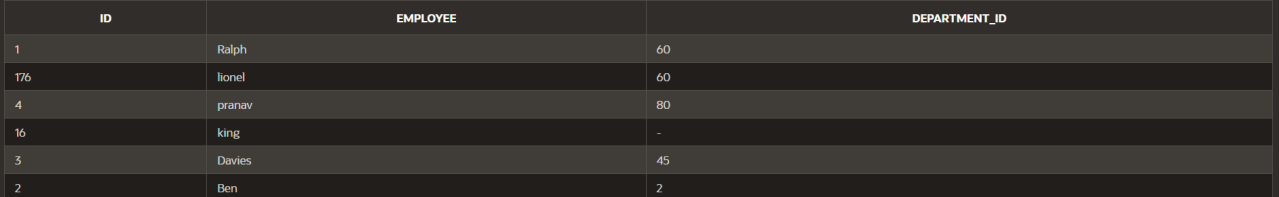 ID EMPLOYEE DEPARTMENT_ID
1 Ralph 60
176 lionel 60
4 pranav 80
16 king -
3 Davies 45
2 Ben 2